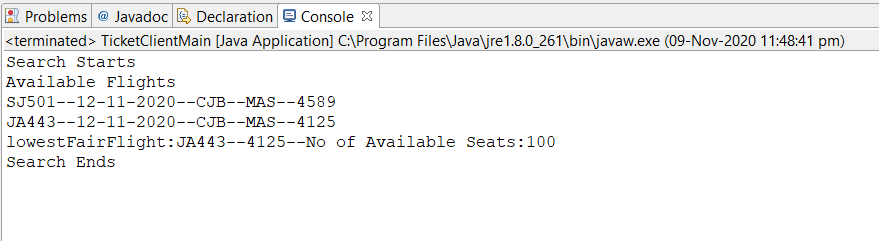 Problems @ Javadoc Declaration Console
<terminated> TicketClientMain [Java Application] C:\Program Files\Java\jre1.8.0_261\bin\javaw.exe (09-Nov-2020 11:48:41 pm)
Search Starts
Available Flights
SJ501--12-11-2020--CJB--MAS--4589
JA443--12-11-2020--CJB--MAS--4125
lowestFairFlight:JA443--4125--No of Available Seats:100
Search Ends